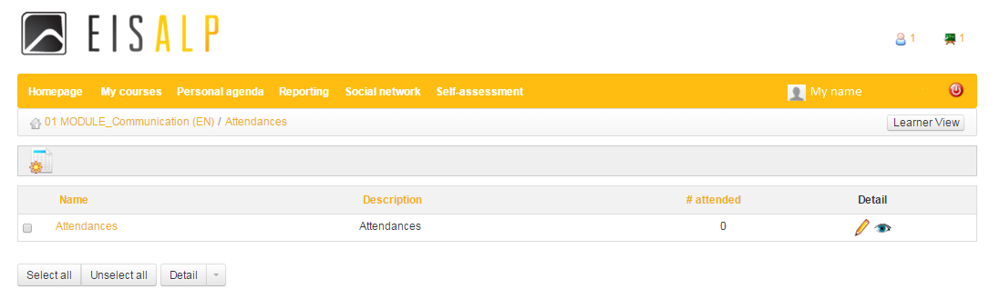 EISALP
1 1
Homepage My courses Personal agenda Reporting Social network Self-assessment My name
01 MODULE_Communication (EN) / Attendances Learner View
Name Description # attended Detail
Attendances Attendances 0
Select all Unselect all Detail